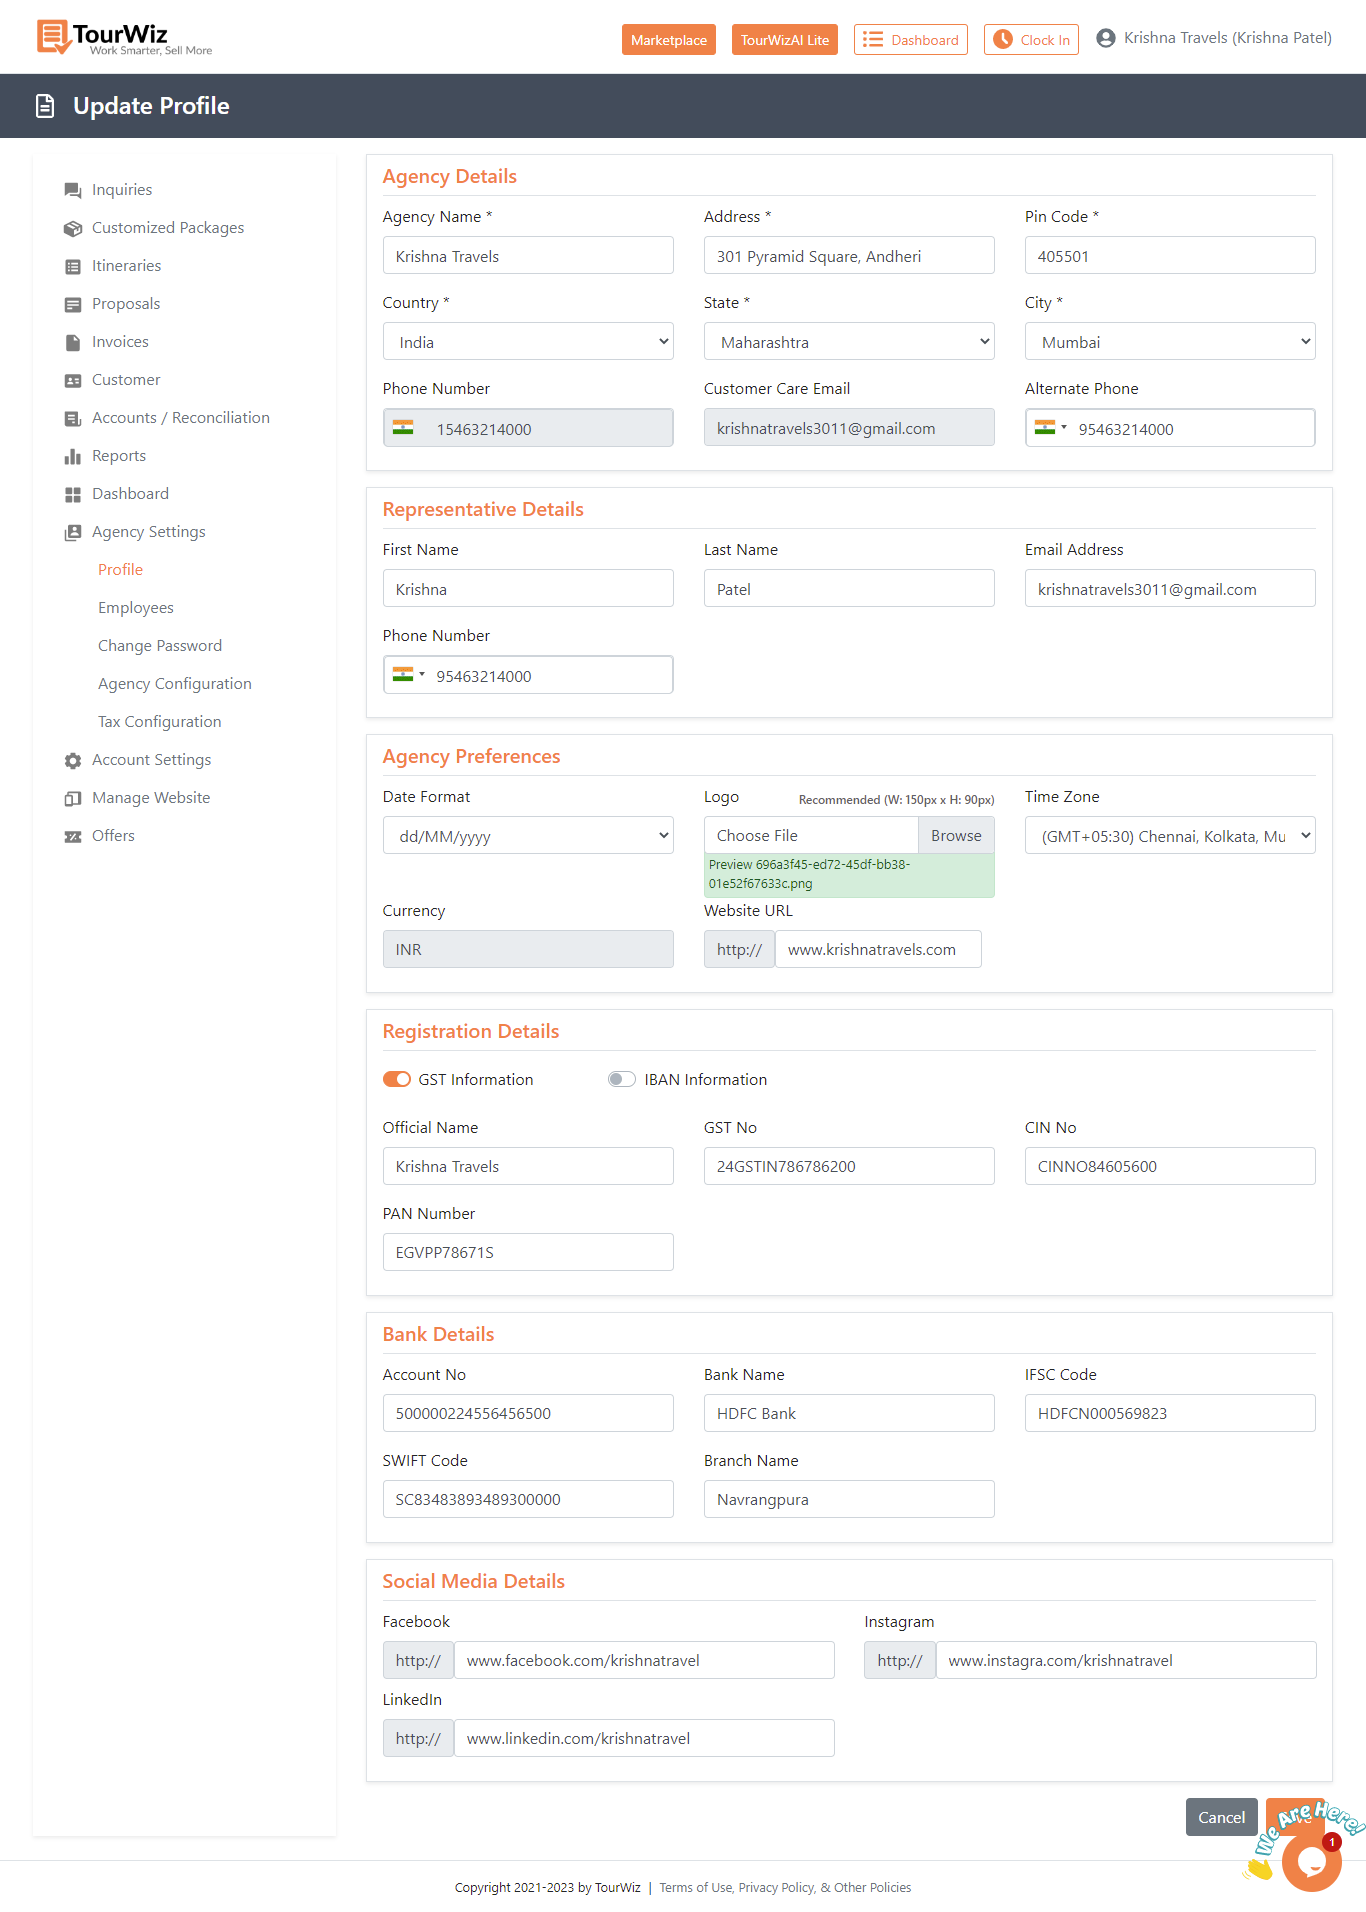 TourWiz
Work Smarter, Sell More
Marketplace
TourWizAI Lite
Dashboard
Clock In
Krishna Travels (Krishna Patel)
Update Profile
Inquiries
Customized Packages
Itineraries
Proposals
Invoices
Customer
Accounts / Reconciliation
Reports
Dashboard
Agency Settings
Profile
Employees
Change Password
Agency Configuration
Tax Configuration
Account Settings
Manage Website
Offers
Agency Details
Agency Name * Address * Pin Code *
Krishna Travels 301 Pyramid Square, Andheri 405501
Country * State * City *
India Maharashtra Mumbai
Phone Number Customer Care Email Alternate Phone
15463214000 krishnatravels3011@gmail.com 95463214000
Representative Details
First Name Last Name Email Address
Krishna Patel krishnatravels3011@gmail.com
Phone Number
95463214000
Agency Preferences
Date Format Logo Recommended (W: 150px x H: 90px) Time Zone
dd/MM/yyyy Choose File Browse (GMT+05:30) Chennai, Kolkata, Mu
Preview 696a3f45-ed72-45df-bb38-
01e52f67633c.png
Currency Website URL
INR http:// www.krishnatravels.com
Registration Details
GST Information IBAN Information
Official Name GST No CIN No
Krishna Travels 24GSTIN786786200 CINNO84605600
PAN Number
EGVPP78671S
Bank Details
Account No Bank Name IFSC Code
500000224556456500 HDFC Bank HDFCN000569823
SWIFT Code Branch Name
SC83483893489300000 Navrangpura
Social Media Details
Facebook Instagram
http:// www.facebook.com/krishnatravel http:// www.instagra.com/krishnatravel
LinkedIn
http:// www.linkedin.com/krishnatravel
Cancel
We Are Here!
1
Copyright 2021-2023 by TourWiz | Terms of Use, Privacy Policy, & Other Policies